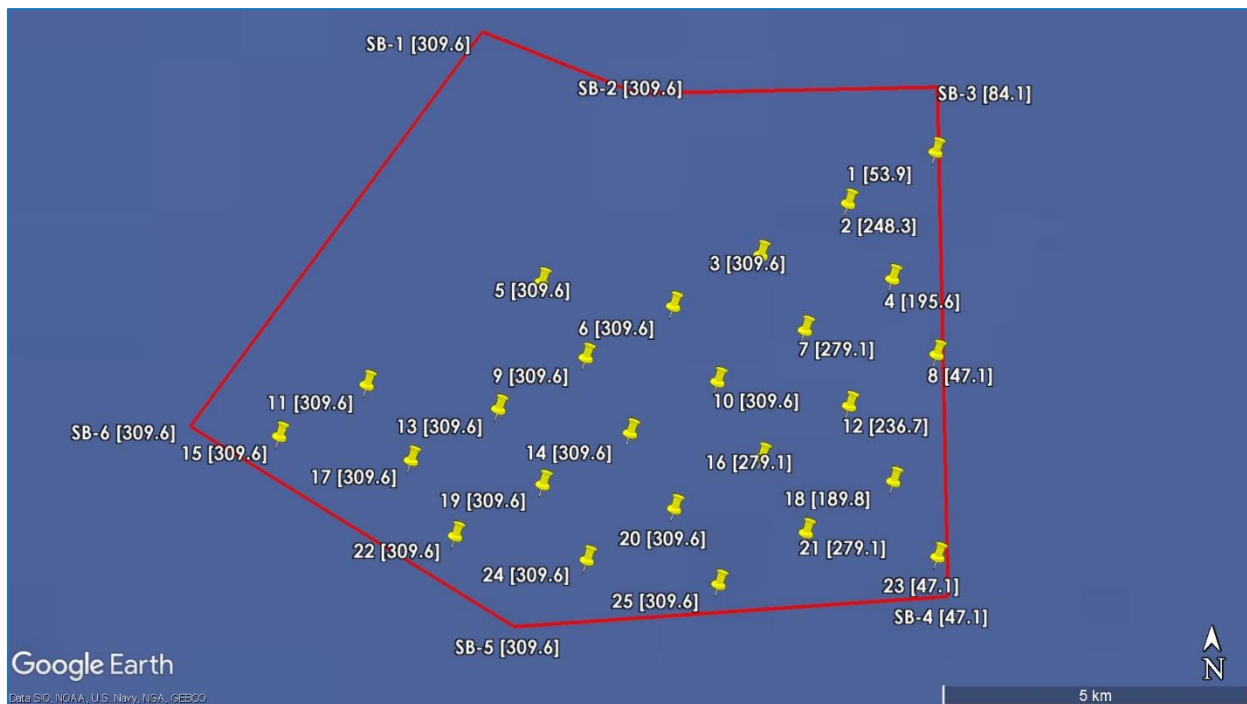 SB-1 [309.6]
SB-2 [309.6]
SB-3 [84.1]
1 [53.9]
2 [248.3]
3 [309.6]
5 [309.6]
4 [195.6]
6 [309.6]
7 [279.1]
9 [309.6]
8 [47.1]
11 [309.6]
10 [309.6]
13 [309.6]
12 [236.7]
SB-6 [309.6]
15 [309.6]
14 [309.6]
16 [279.1]
17 [309.6]
19 [309.6]
18 [189.8]
20 [309.6]
22 [309.6]
21 [279.1]
24 [309.6]
23 [47.1]
25 [309.6]
SB-4 [47.1]
SB-5 [309.6]
Google Earth
N
Data SIO, NOAA, U.S. Navy, NGA, GEBCO
5 km